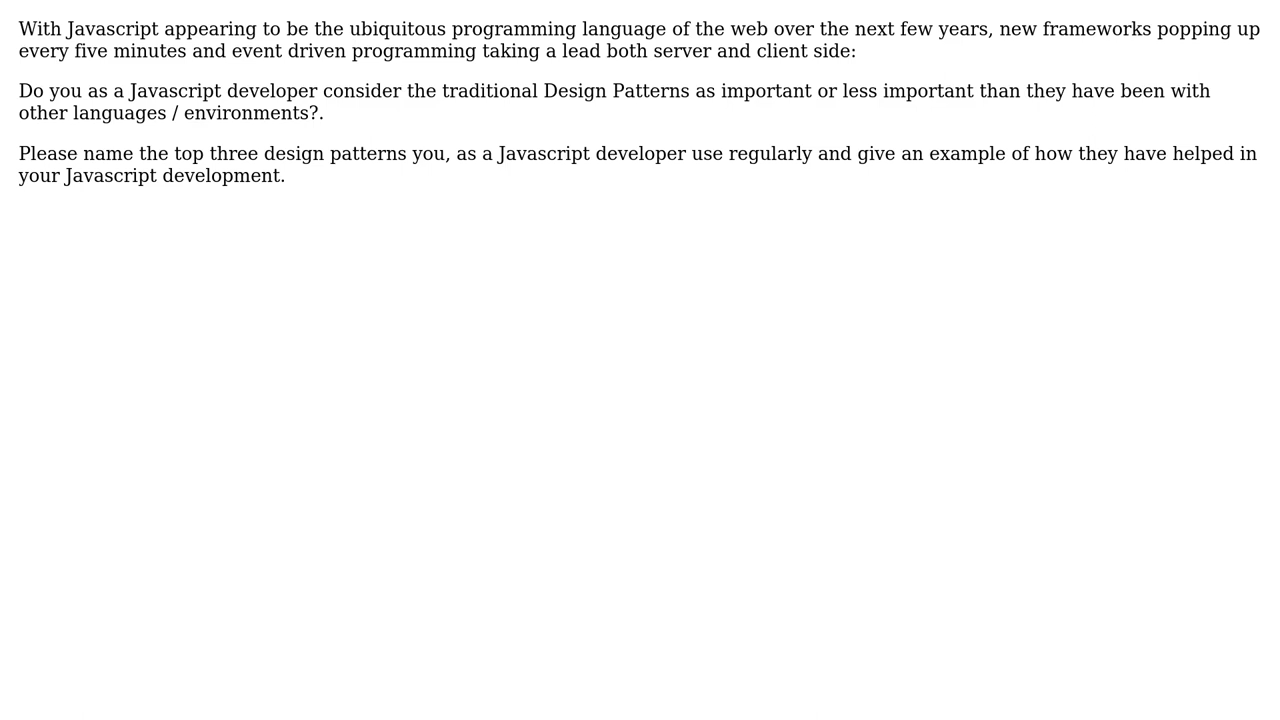 With Javascript appearing to be the ubiquitous programming language of the web over the next few years, new frameworks popping up
every five minutes and event driven programming taking a lead both server and client side:
Do you as a Javascript developer consider the traditional Design Patterns as important or less important than they have been with
other languages / environments?.
Please name the top three design patterns you, as a Javascript developer use regularly and give an example of how they have helped in
your Javascript development.